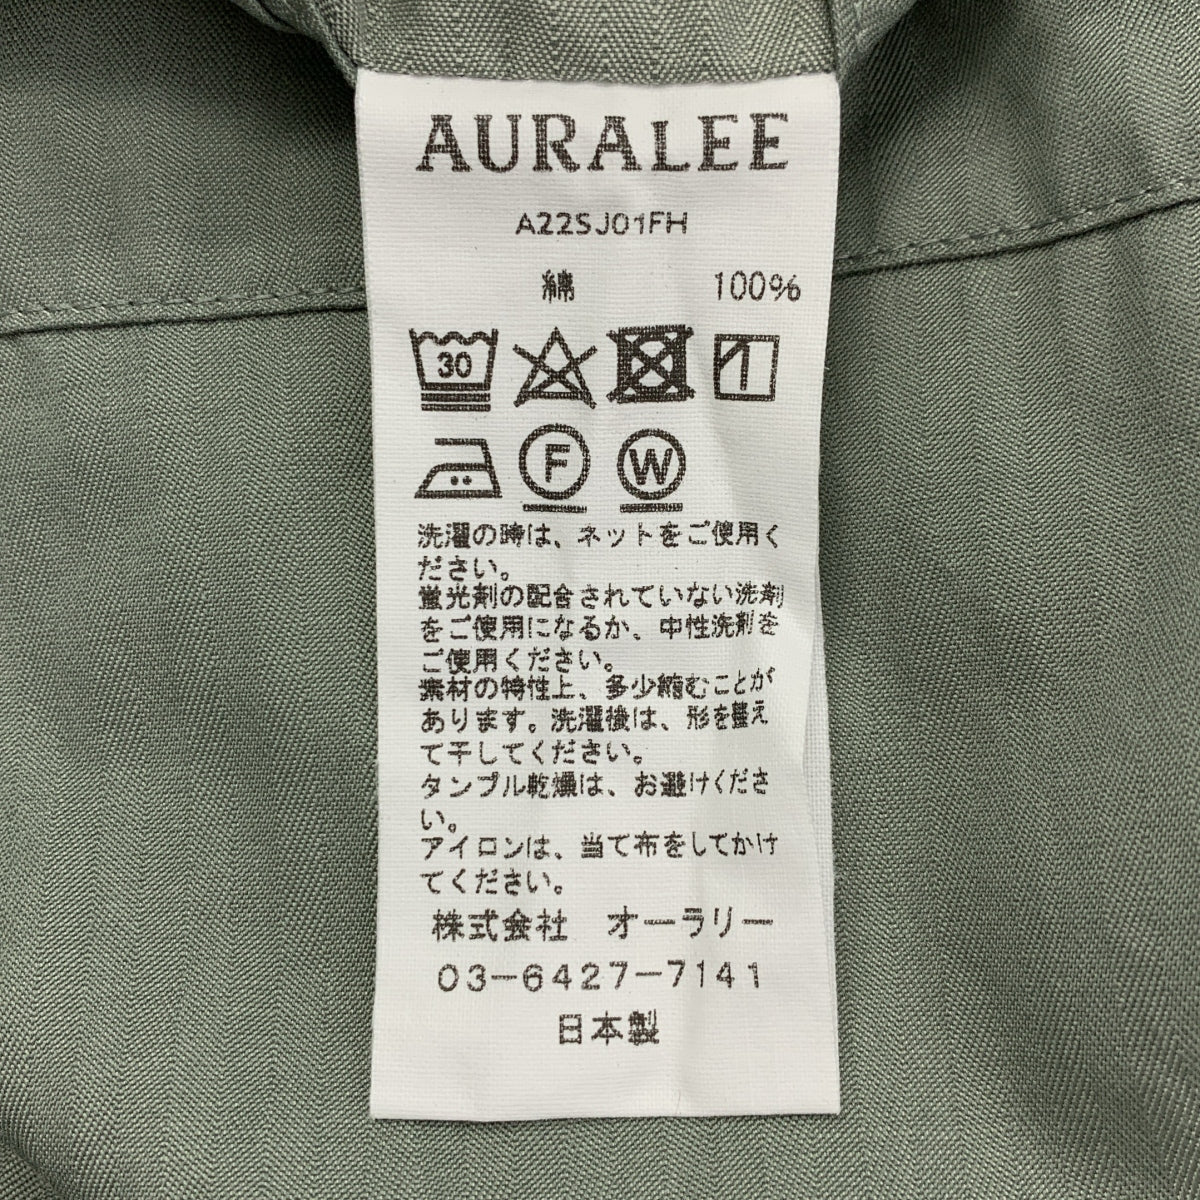 AURALEE
A22SJ01FH
綿 100%
30
F W
洗濯の時は、ネットをご使用く
ださい。
蛍光剤の配合されていない洗剤
をご使用になるか、中性洗剤を
ご使用ください。
素材の特性上、多少縮むことが
あります。洗濯後は、形を整え
て干してください。
タンブル乾燥は、お避けくださ
い。
アイロンは、当て布をしてかけ
てください。
株式会社 オーラリー
03-6427-7141
日本製